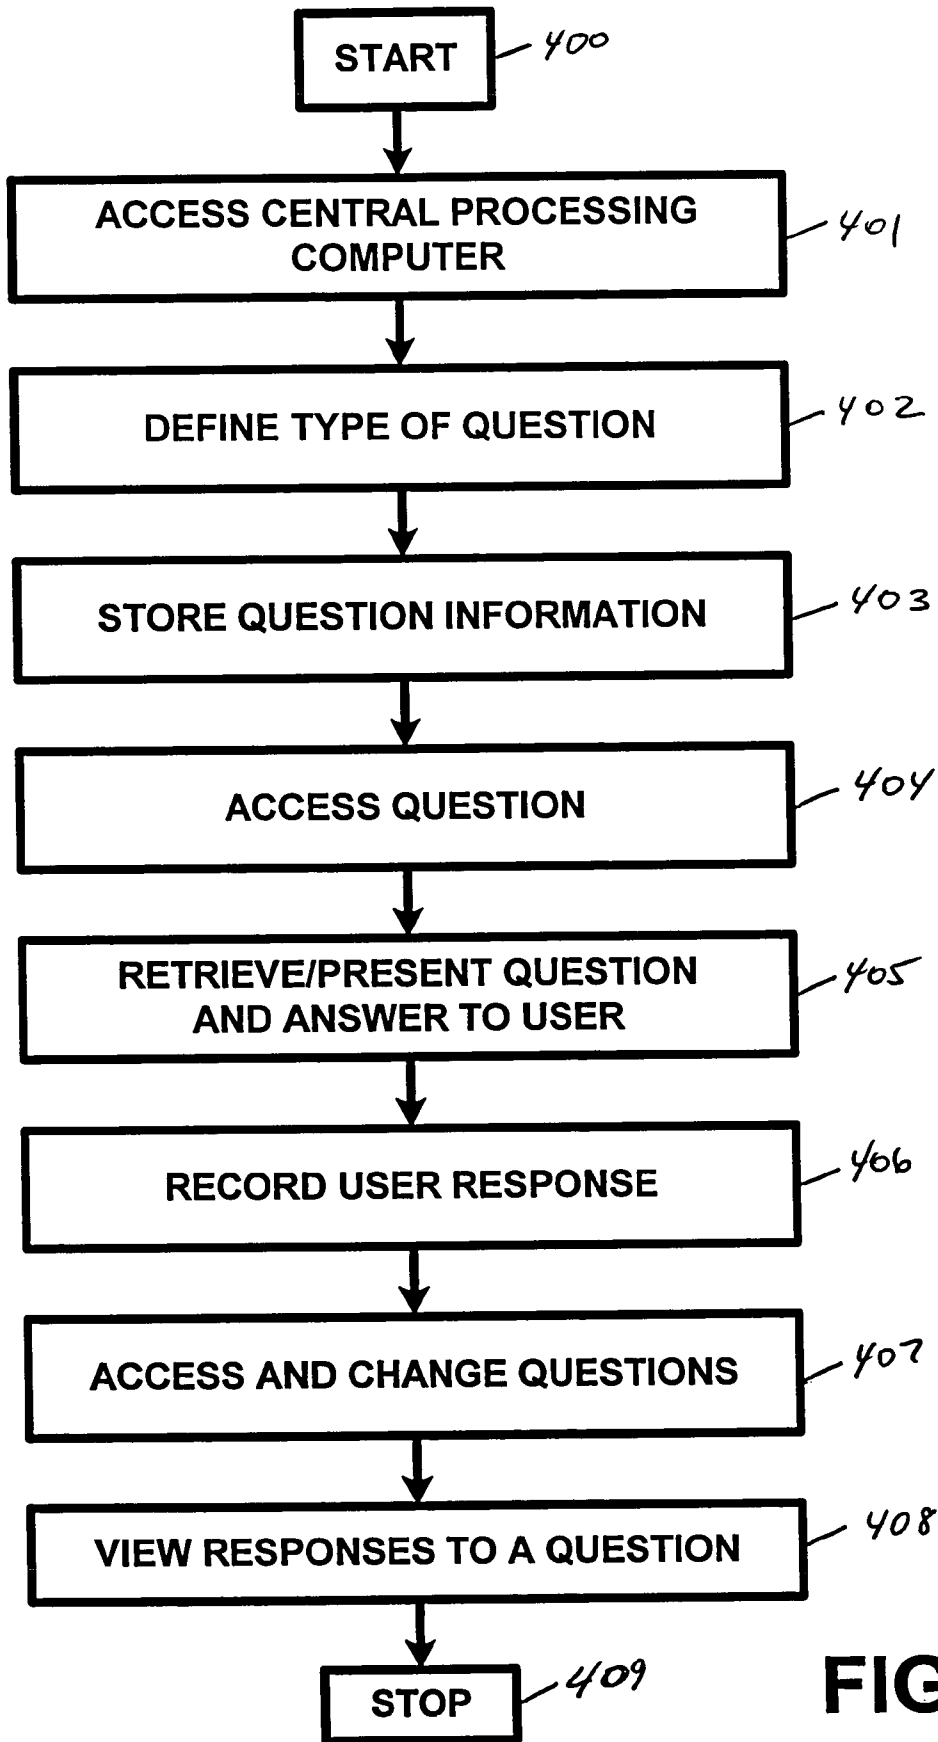 START
400
ACCESS CENTRAL PROCESSING
COMPUTER
401
DEFINE TYPE OF QUESTION
402
STORE QUESTION INFORMATION
403
ACCESS QUESTION
404
RETRIEVE/PRESENT QUESTION
AND ANSWER TO USER
405
RECORD USER RESPONSE
406
ACCESS AND CHANGE QUESTIONS
407
VIEW RESPONSES TO A QUESTION
408
STOP
409
FIG